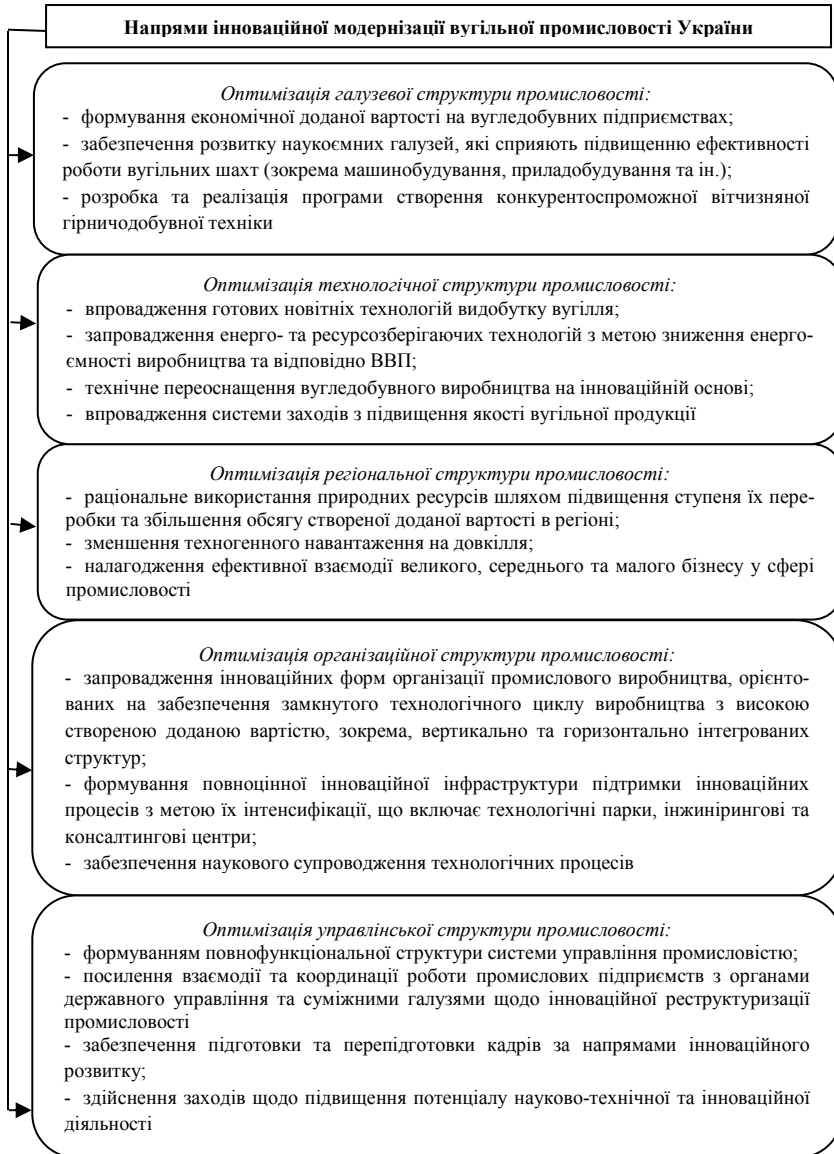 Напрями інноваційної модернізації вугільної промисловості України
Оптимізація галузевої структури промисловості:
- формування економічної доданої вартості на вугледобувних підприємствах;
- забезпечення розвитку наукоємних галузей, які сприяють підвищенню ефективності
роботи вугільних шахт (зокрема машинобудування, приладобудування та ін.);
- розробка та реалізація програми створення конкурентоспроможної вітчизняної
гірничодобувної техніки
Оптимізація технологічної структури промисловості:
- впровадження готових новітніх технологій видобутку вугілля;
- запровадження енерго- та ресурсозберігаючих технологій з метою зниження енерго-
ємності виробництва та відповідно ВВП;
- технічне переоснащення вугледобувного виробництва на інноваційній основі;
- впровадження системи заходів з підвищення якості вугільної продукції
Оптимізація регіональної структури промисловості:
- раціональне використання природних ресурсів шляхом підвищення ступеня їх пере-
робки та збільшення обсягу створеної доданої вартості в регіоні;
- зменшення техногенного навантаження на довкілля;
- налагодження ефективної взаємодії великого, середнього та малого бізнесу у сфері
промисловості
Оптимізація організаційної структури промисловості:
- запровадження інноваційних форм організації промислового виробництва, орієнто-
ваних на забезпечення замкнутого технологічного циклу виробництва з високою
створеною доданою вартістю, зокрема, вертикально та горизонтально інтегрованих
структур;
- формування повноцінної інноваційної інфраструктури підтримки інноваційних
процесів з метою їх інтенсифікації, що включає технологічні парки, інжинірингові та
консалтингові центри;
- забезпечення наукового супроводження технологічних процесів
Оптимізація управлінської структури промисловості:
- формуванням повнофункціональної структури системи управління промисловістю;
- посилення взаємодії та координації роботи промислових підприємств з органами
державного управління та суміжними галузями щодо інноваційної реструктуризації
промисловості
- забезпечення підготовки та перепідготовки кадрів за напрямами інноваційного
розвитку;
- здійснення заходів щодо підвищення потенціалу науково-технічної та інноваційної
діяльності